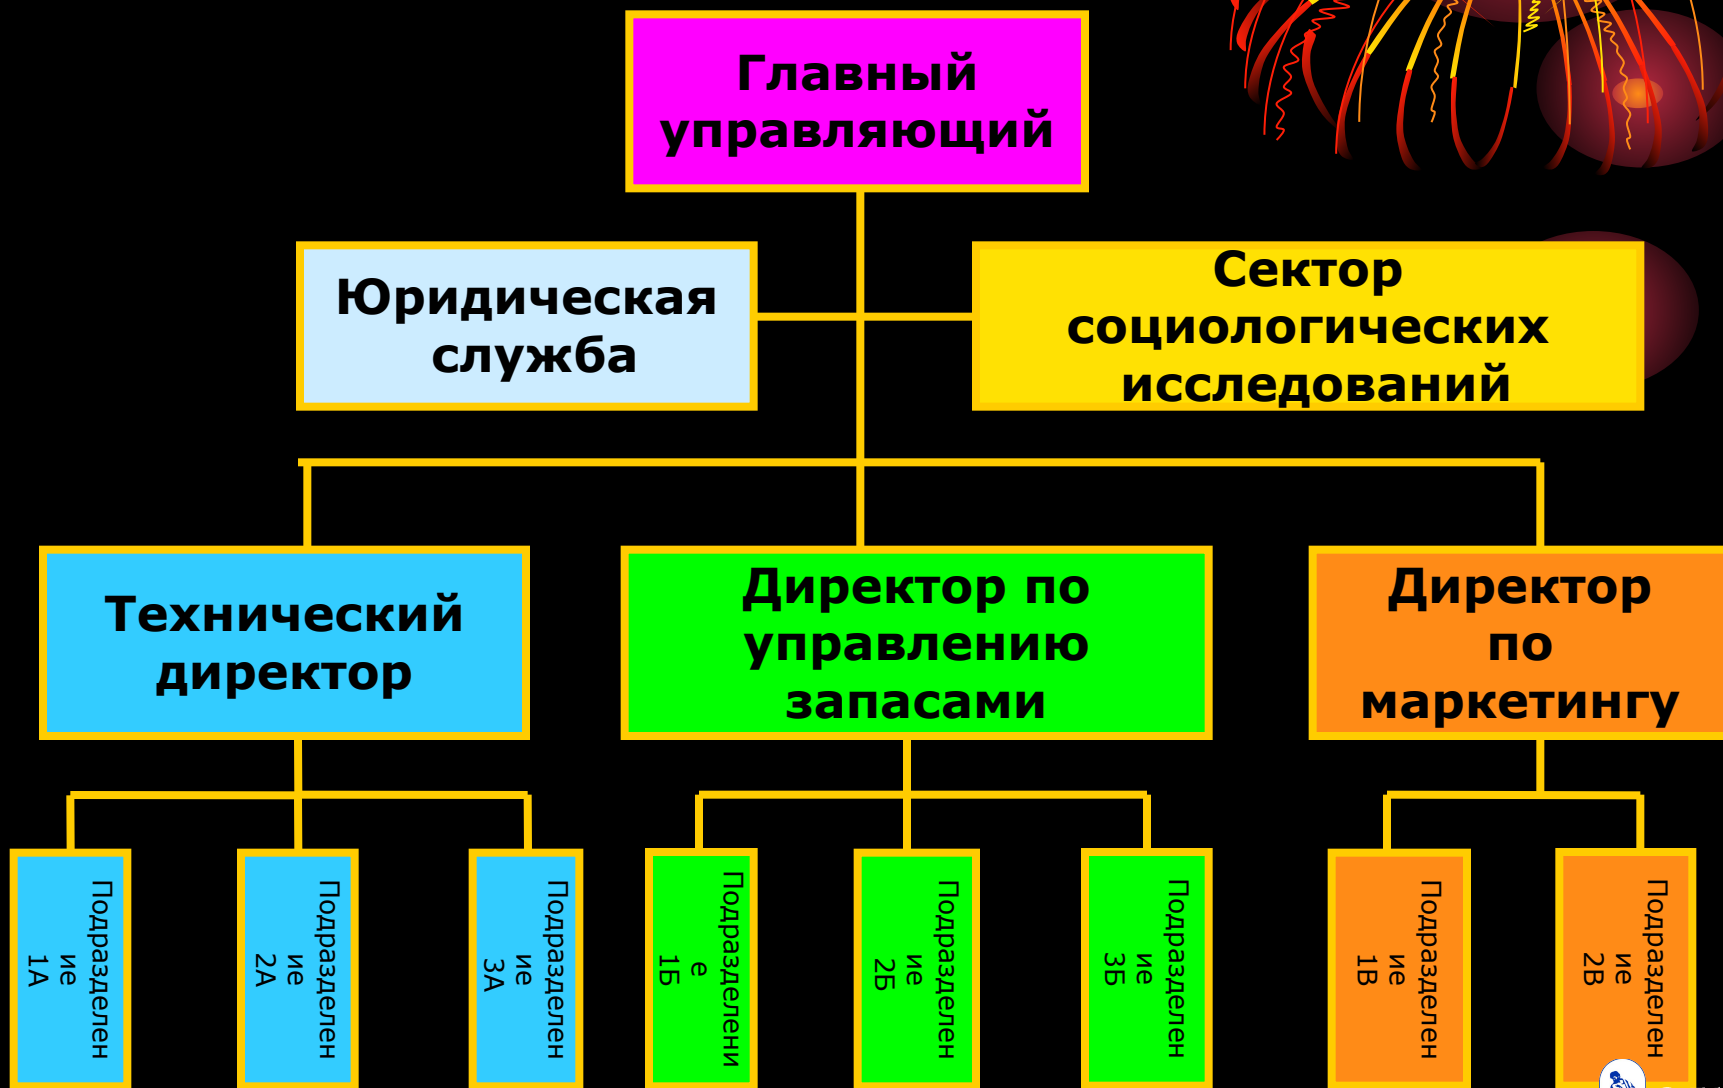 Главный
управляющий
Юридическая
служба
Сектор
социологических
исследований
Технический
директор
Директор по
управлению
запасами
Директор
по
маркетингу
Подразделен
ие
1А
Подразделен
ие
2А
Подразделен
ие
3А
Подразделени
е
1Б
Подразделен
ие
2Б
Подразделен
ие
3Б
Подразделен
ие
1В
Подразделен
ие
2В